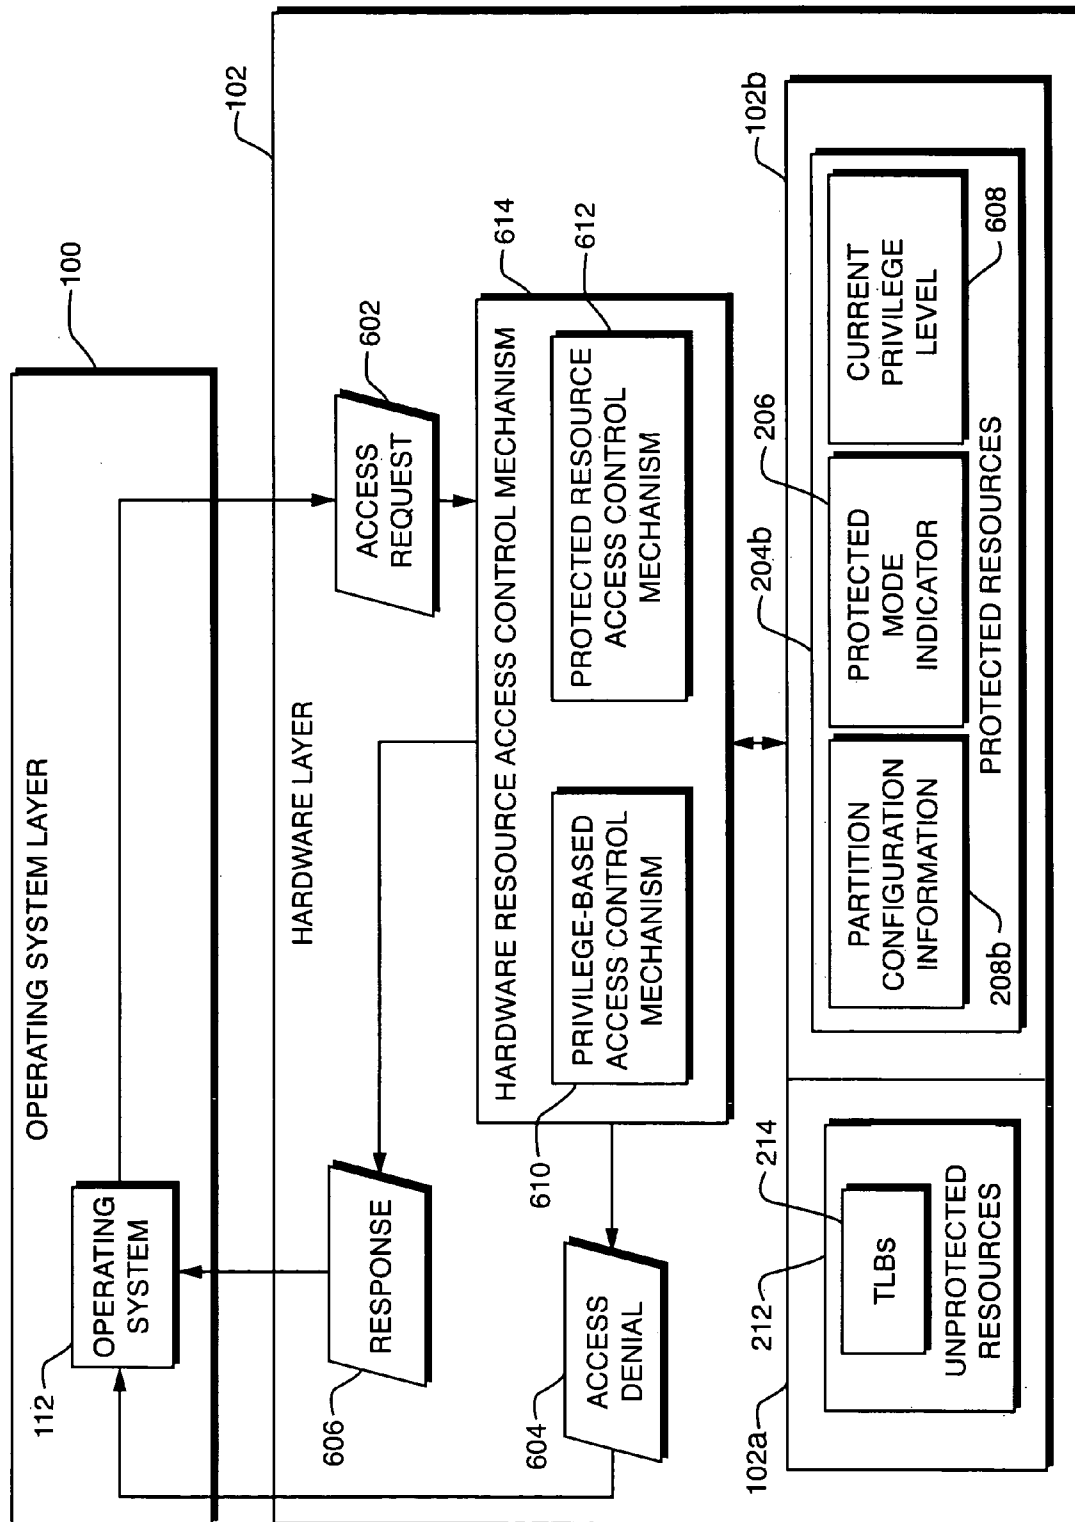 OPERATING SYSTEM LAYER
100
112
OPERATING
SYSTEM
HARDWARE LAYER
102
602
ACCESS
REQUEST
606
RESPONSE
614
HARDWARE RESOURCE ACCESS CONTROL MECHANISM
610
PRIVILEGE-BASED
ACCESS CONTROL
MECHANISM
612
PROTECTED RESOURCE
ACCESS CONTROL
MECHANISM
604
ACCESS
DENIAL
102a
212
214
TLBs
UNPROTECTED
RESOURCES
102b
204b
206
PARTITION
CONFIGURATION
INFORMATION
208b
PROTECTED
MODE
INDICATOR
CURRENT
PRIVILEGE
LEVEL
608
PROTECTED RESOURCES